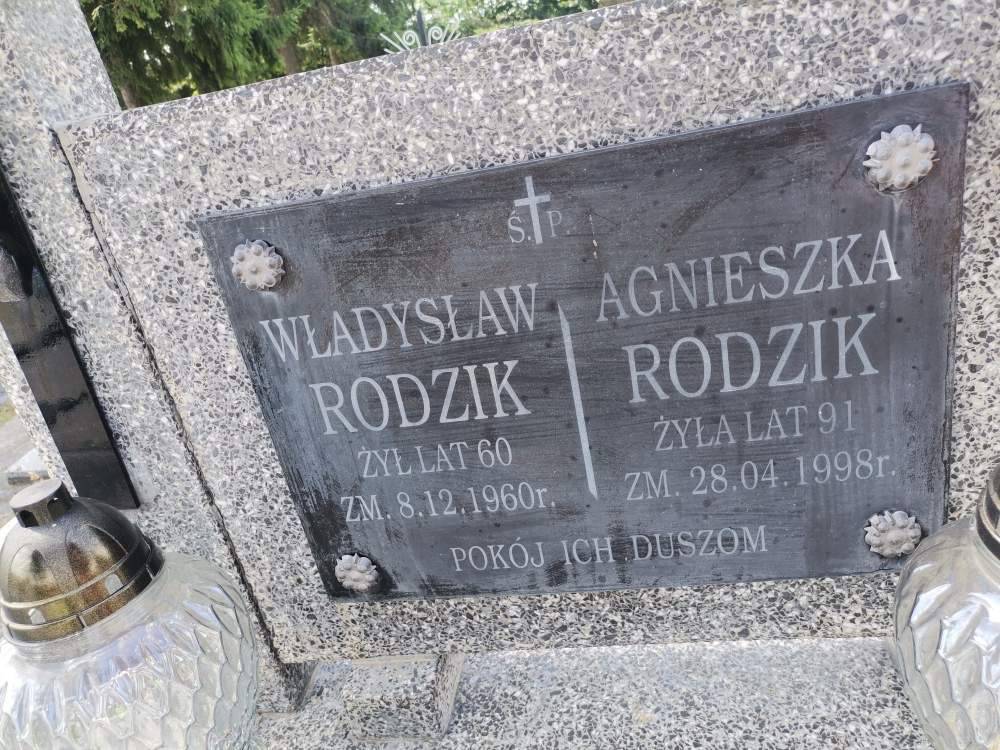 Ś. P.
WŁADYSŁAW
RODZIK
ŻYŁ LAT 60
ZM. 8.12.1960r.
AGNIESZKA
RODZIK
ŻYŁA LAT 91
ZM. 28.04.1998r.
POKÓJ ICH DUSZOM